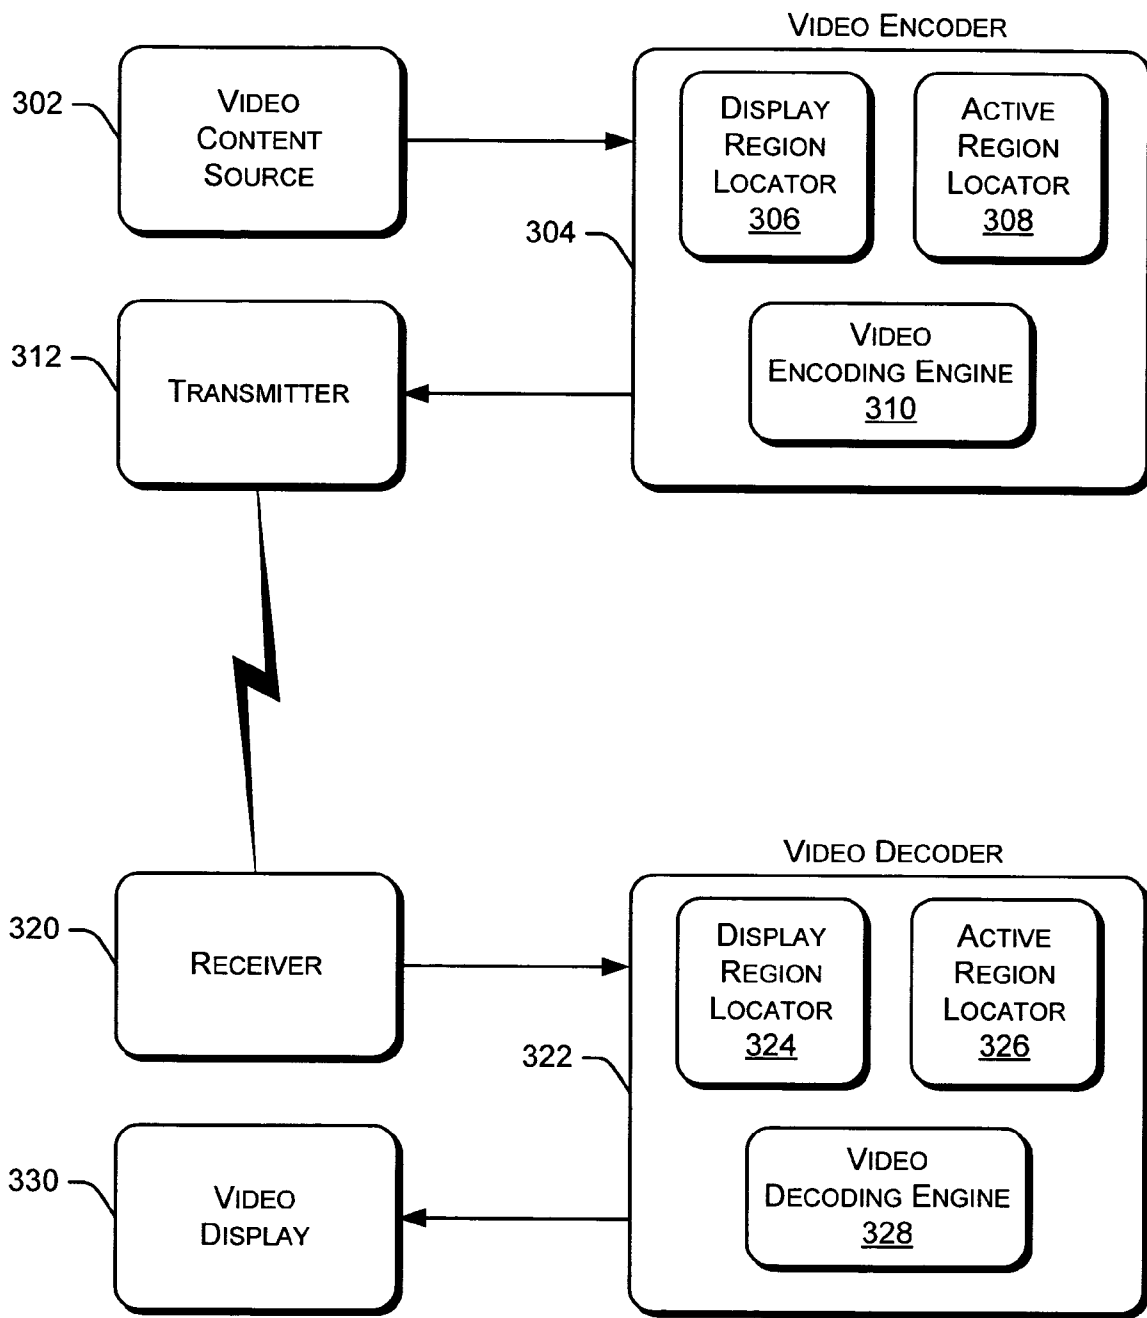 VIDEO ENCODER
302
VIDEO
CONTENT
SOURCE
DISPLAY
REGION
LOCATOR
306
ACTIVE
REGION
LOCATOR
308
304
312
TRANSMITTER
VIDEO
ENCODING ENGINE
310
VIDEO DECODER
320
RECEIVER
DISPLAY
REGION
LOCATOR
324
ACTIVE
REGION
LOCATOR
326
322
330
VIDEO
DISPLAY
VIDEO
DECODING ENGINE
328